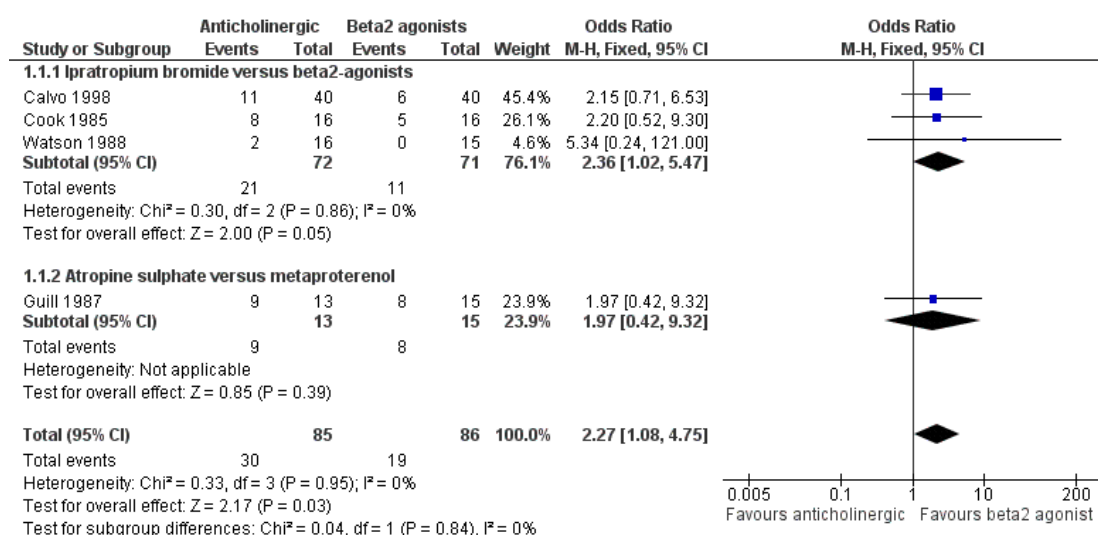 Anticholinergic Beta2 agonists Odds Ratio Odds Ratio
Study or Subgroup Events Total Events Total Weight M-H, Fixed, 95% CI M-H, Fixed, 95% CI
1.1.1 Ipratropium bromide versus beta2-agonists
Calvo 1998 11 40 6 40 45.4% 2.15 [0.71, 6.53]
Cook 1985 8 16 5 16 26.1% 2.20 [0.52, 9.30]
Watson 1988 2 16 0 15 4.6% 5.34 [0.24, 121.00]
Subtotal (95% CI) 72 71 76.1% 2.36 [1.02, 5.47]
Total events 21 11
Heterogeneity: Chi² = 0.30, df = 2 (P = 0.86); I² = 0%
Test for overall effect: Z = 2.00 (P = 0.05)
1.1.2 Atropine sulphate versus metaproterenol
Guill 1987 9 13 8 15 23.9% 1.97 [0.42, 9.32]
Subtotal (95% CI) 13 15 23.9% 1.97 [0.42, 9.32]
Total events 9 8
Heterogeneity: Not applicable
Test for overall effect: Z = 0.85 (P = 0.39)
Total (95% CI) 85 86 100.0% 2.27 [1.08, 4.75]
Total events 30 19
Heterogeneity: Chi² = 0.33, df = 3 (P = 0.95); I² = 0%
Test for overall effect: Z = 2.17 (P = 0.03)
Test for subgroup differences: Chi² = 0.04, df = 1 (P = 0.84), I² = 0%
0.005 0.1 1 10 200
Favours anticholinergic Favours beta2 agonist